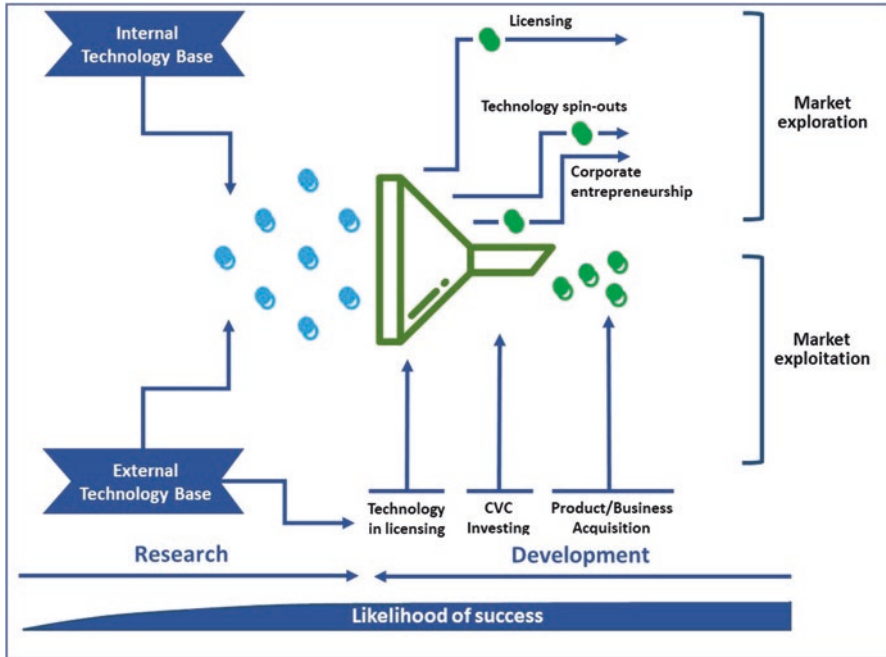 Internal
Technology Base
Licensing
Technology spin-outs
Corporate
entrepreneurship
Market
exploration
Market
exploitation
External
Technology Base
Technology
in licensing
CVC
Investing
Product/Business
Acquisition
Research
Development
Likelihood of success